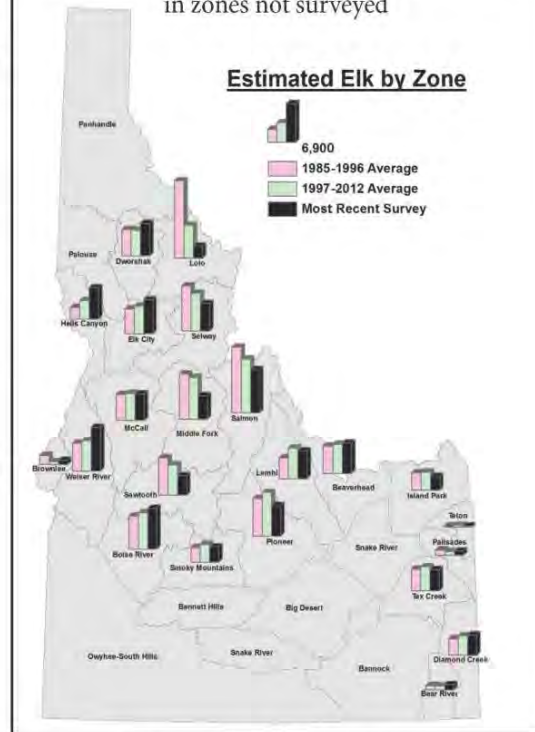 in zones not surveyed
Estimated Elk by Zone
6,900
1985-1996 Average
1997-2012 Average
Most Recent Survey
Panhandle
Palouse
Dworshak
Lolo
Hells Canyon
Elk City
Selway
McCall
Middle Fork
Salmon
Brownlee
Weiser River
Sawtooth
Lemhi
Beaverhead
Island Park
Teton
Boise River
Pioneer
Snake River
Palisades
Smoky Mountains
Tex Creek
Bennett Hills
Big Desert
Owyhee-South Hills
Snake River
Bannock
Diamond Creek
Bear River